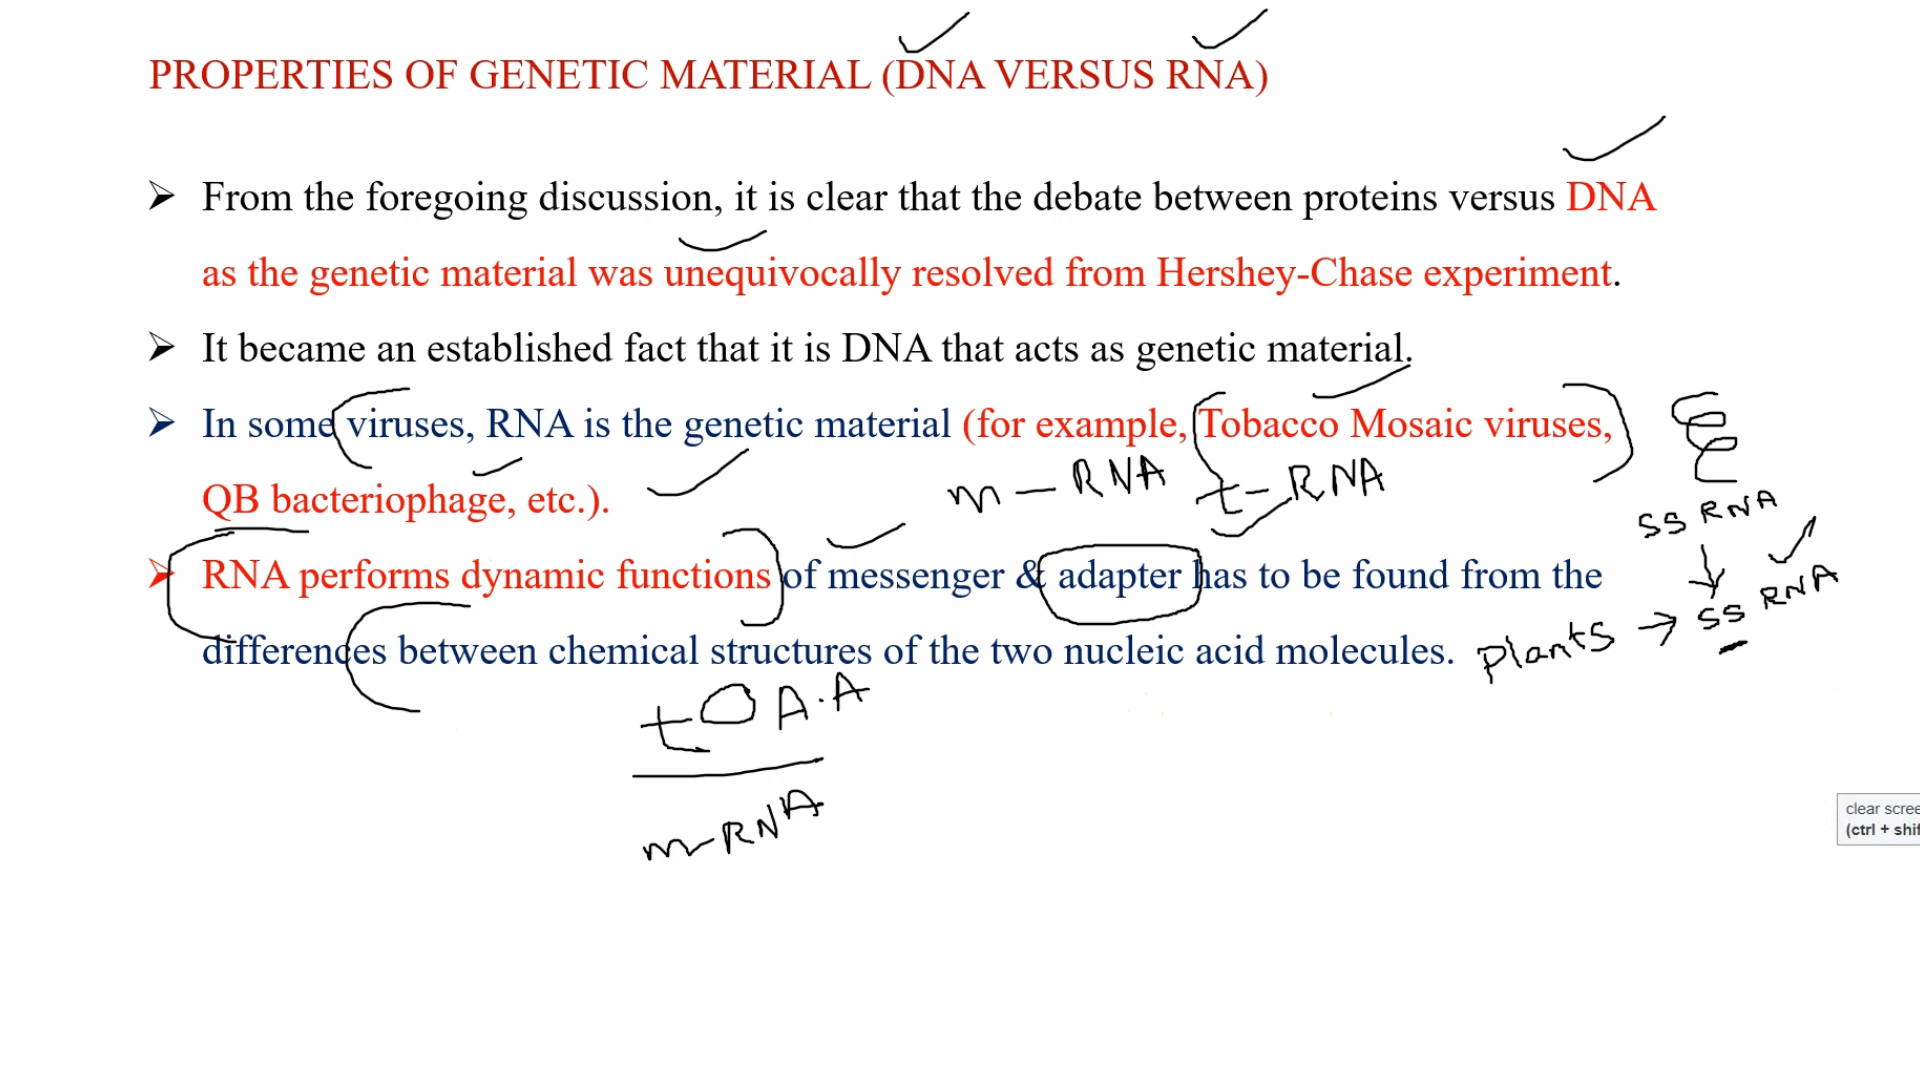 PROPERTIES OF GENETIC MATERIAL (DNA VERSUS RNA)
➢ From the foregoing discussion, it is clear that the debate between proteins versus DNA
as the genetic material was unequivocally resolved from Hershey-Chase experiment.
➢ It became an established fact that it is DNA that acts as genetic material.
➢ In some viruses, RNA is the genetic material (for example, Tobacco Mosaic viruses,
QB bacteriophage, etc.).
m-RNA t-RNA
SS RNA
➢ RNA performs dynamic functions of messenger & adapter has to be found from the
SS RNA
differences between chemical structures of the two nucleic acid molecules.
Plants →
t A.A
m-RNA
clear scree
(ctrl + shif